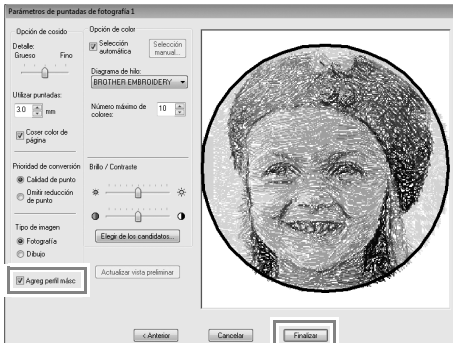 Parámetros de puntadas de fotografía 1
Opción de cosido
Detalle:
Grueso Fino
Utilizar puntadas:
3.0 mm
Coser color de
página
Prioridad de conversión
Calidad de punto
Omitir reducción
de punto
Tipo de imagen
Fotografía
Dibujo
Agreg perfil másc
Opción de color
Selección
automática
Selección
manual...
Diagrama de hilo:
BROTHER EMBROIDERY
Número máximo de
colores:
10
Brillo / Contraste
Elegir de los candidatos...
Actualizar vista preliminar
< Anterior
Cancelar
Finalizar